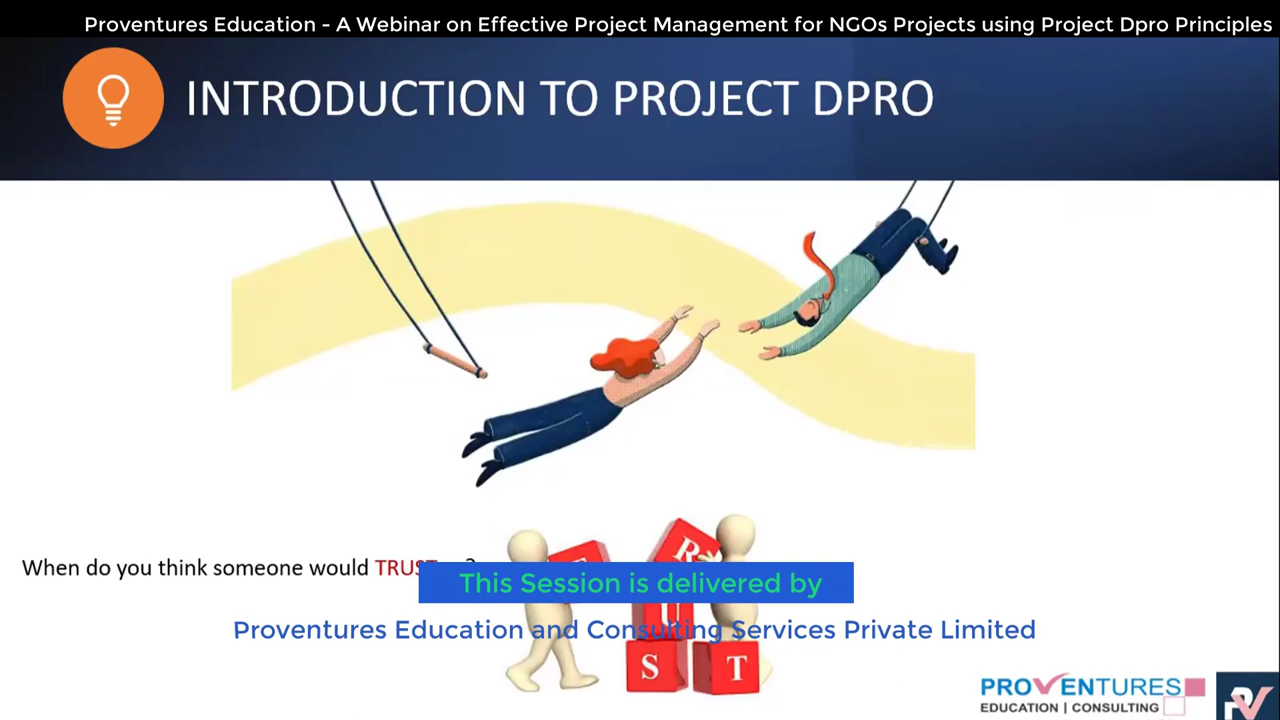 Proventures Education - A Webinar on Effective Project Management for NGOs Projects using Project Dpro Principles
INTRODUCTION TO PROJECT DPRO
When do you think someone would TRUST ?
R
U
S T
This Session is delivered by
Proventures Education and Consulting Services Private Limited
PROVENTURES
EDUCATION | CONSULTING